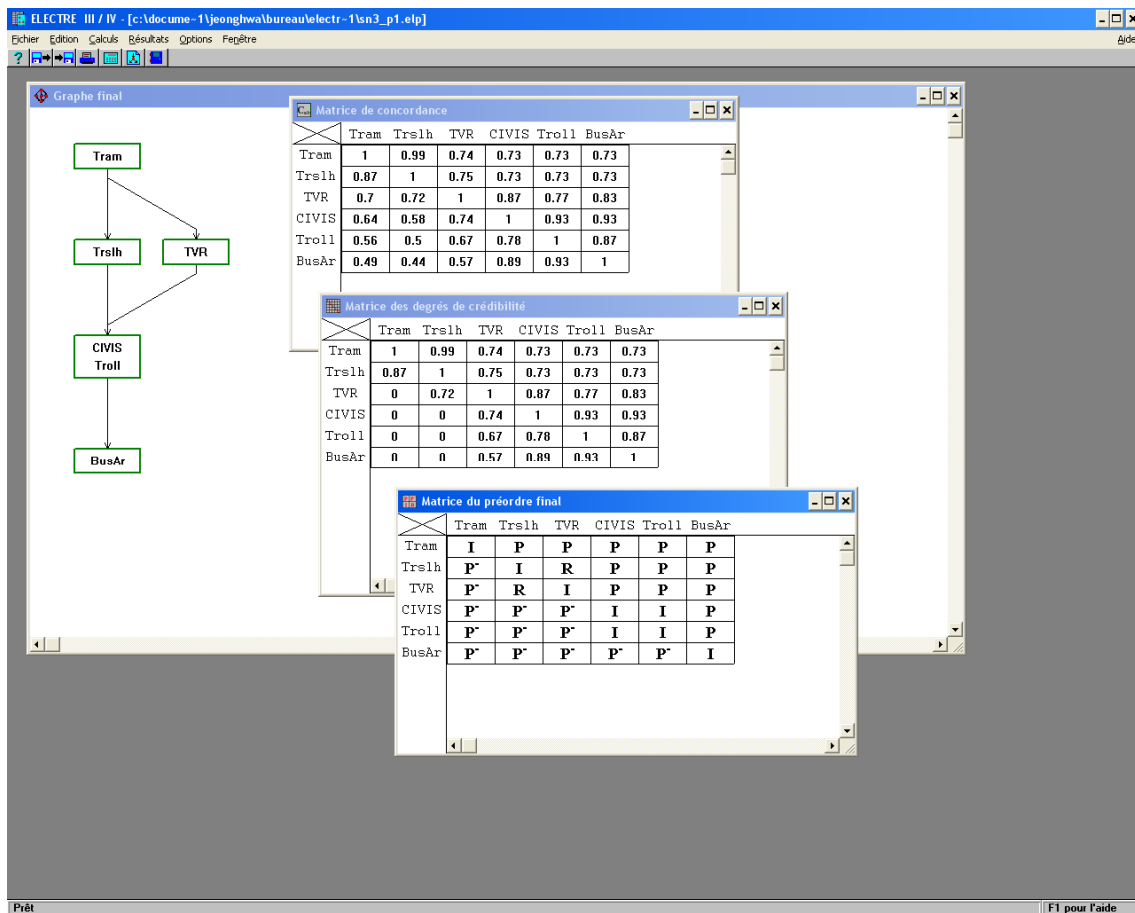 ELECTRE III / IV - [c:\docume~1\jeonghwa\bureau\electr~1\sn3_p1.elp]
Fichier Edition Calculs Résultats Options Fenêtre Aide
?
Graphe final
Tram
Trslh TVR
CIVIS
Troll
BusAr
Matrice de concordance
Tram Trslh TVR CIVIS Troll BusAr
Tram 1 0.99 0.74 0.73 0.73 0.73
Trslh 0.87 1 0.75 0.73 0.73 0.73
TVR 0.7 0.72 1 0.87 0.77 0.83
CIVIS 0.64 0.58 0.74 1 0.93 0.93
Troll 0.56 0.5 0.67 0.78 1 0.87
BusAr 0.49 0.44 0.57 0.89 0.93 1
Matrice des degrés de crédibilité
Tram Trslh TVR CIVIS Troll BusAr
Tram 1 0.99 0.74 0.73 0.73 0.73
Trslh 0.87 1 0.75 0.73 0.73 0.73
TVR 0 0.72 1 0.87 0.77 0.83
CIVIS 0 0 0.74 1 0.93 0.93
Troll 0 0 0.67 0.78 1 0.87
BusAr 0 0 0.57 0.89 0.93 1
Matrice du préordre final
Tram Trslh TVR CIVIS Troll BusAr
Tram I P P P P P
Trslh P⁻ I R P P P
TVR P⁻ R I P P P
CIVIS P⁻ P⁻ P⁻ I I P
Troll P⁻ P⁻ P⁻ I I P
BusAr P⁻ P⁻ P⁻ P⁻ P⁻ I
Prêt F1 pour l'aide